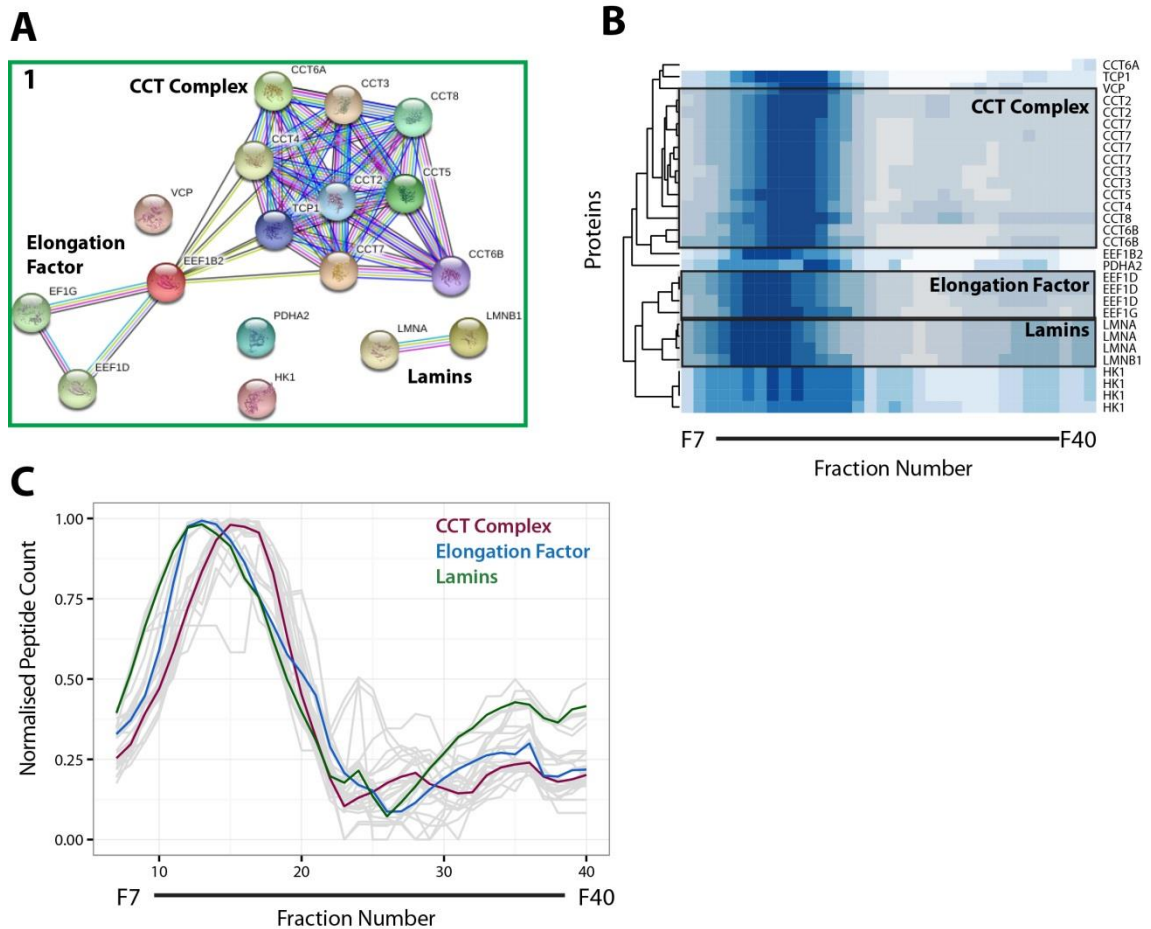 A
1
CCT Complex
CCT6A
CCT3
CCT8
CCT4
CCT2
CCT5
VCP
TCP1
Elongation
Factor
EEF1B2
CCT7
CCT6B
EF1G
PDHA2
LMNA
LMNB1
EEF1D
HK1
Lamins
B
Proteins
CCT6A
TCP1
VCP
CCT2
CCT2
CCT7
CCT7
CCT7
CCT7
CCT3
CCT3
CCT5
CCT4
CCT8
CCT6B
CCT6B
EEF1B2
PDHA2
EEF1D
EEF1D
EEF1D
EEF1G
LMNA
LMNA
LMNA
LMNB1
HK1
HK1
HK1
HK1
CCT Complex
Elongation Factor
Lamins
F7 F40
Fraction Number
C
Normalised Peptide Count
1.00
0.75
0.50
0.25
0.00
CCT Complex
Elongation Factor
Lamins
10 20 30 40
F7 F40
Fraction Number